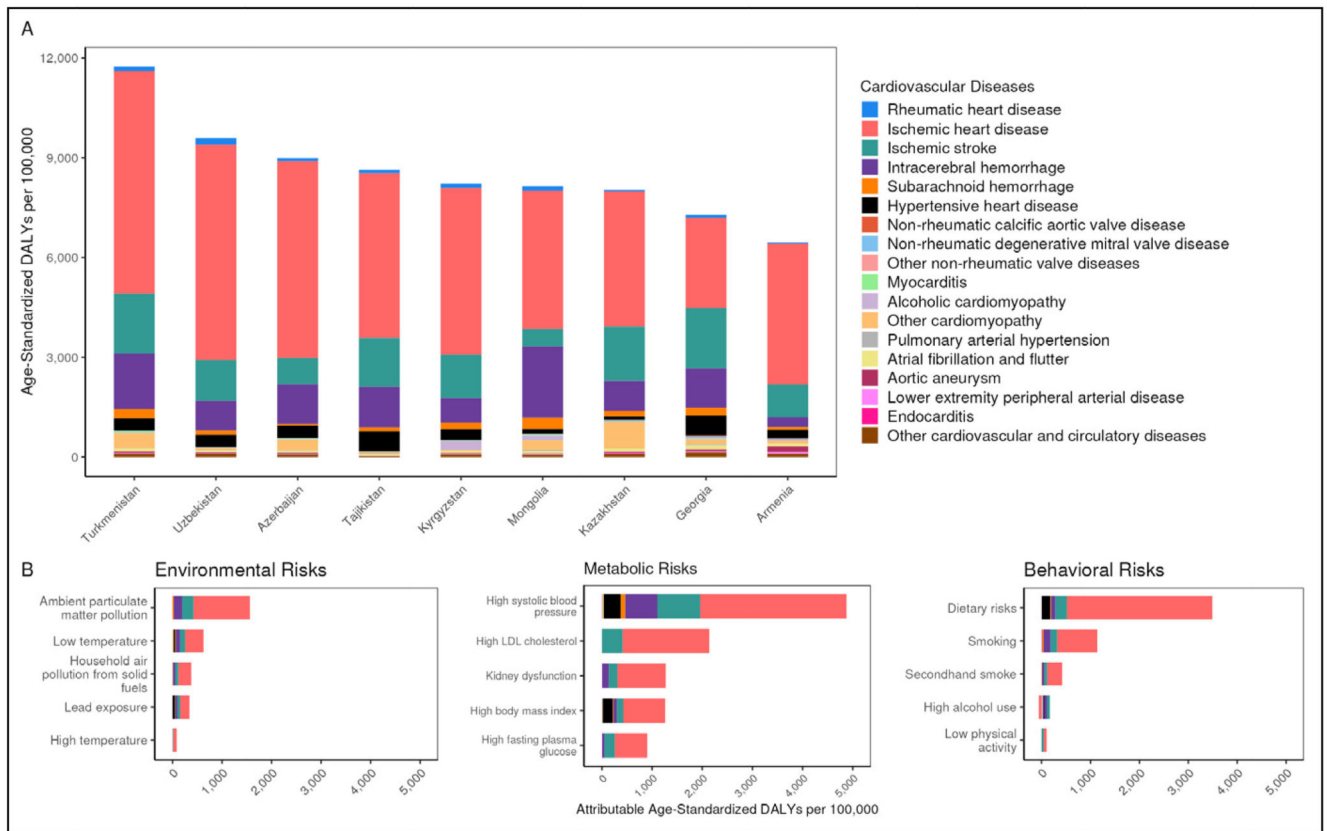 A
12,000
9,000
6,000
3,000
0
Age-Standardized DALYs per 100,000
Turkmenistan
Uzbekistan
Azerbaijan
Tajikistan
Kyrgyzstan
Mongolia
Kazakhstan
Georgia
Armenia
Cardiovascular Diseases
Rheumatic heart disease
Ischemic heart disease
Ischemic stroke
Intracerebral hemorrhage
Subarachnoid hemorrhage
Hypertensive heart disease
Non-rheumatic calcific aortic valve disease
Non-rheumatic degenerative mitral valve disease
Other non-rheumatic valve diseases
Myocarditis
Alcoholic cardiomyopathy
Other cardiomyopathy
Pulmonary arterial hypertension
Atrial fibrillation and flutter
Aortic aneurysm
Lower extremity peripheral arterial disease
Endocarditis
Other cardiovascular and circulatory diseases
B
Environmental Risks
Ambient particulate
matter pollution
Low temperature
Household air
pollution from solid
fuels
Lead exposure
High temperature
0
1,000
2,000
3,000
4,000
5,000
Metabolic Risks
High systolic blood
pressure
High LDL cholesterol
Kidney dysfunction
High body mass index
High fasting plasma
glucose
0
1,000
2,000
3,000
4,000
5,000
Attributable Age-Standardized DALYs per 100,000
Behavioral Risks
Dietary risks
Smoking
Secondhand smoke
High alcohol use
Low physical
activity
0
1,000
2,000
3,000
4,000
5,000